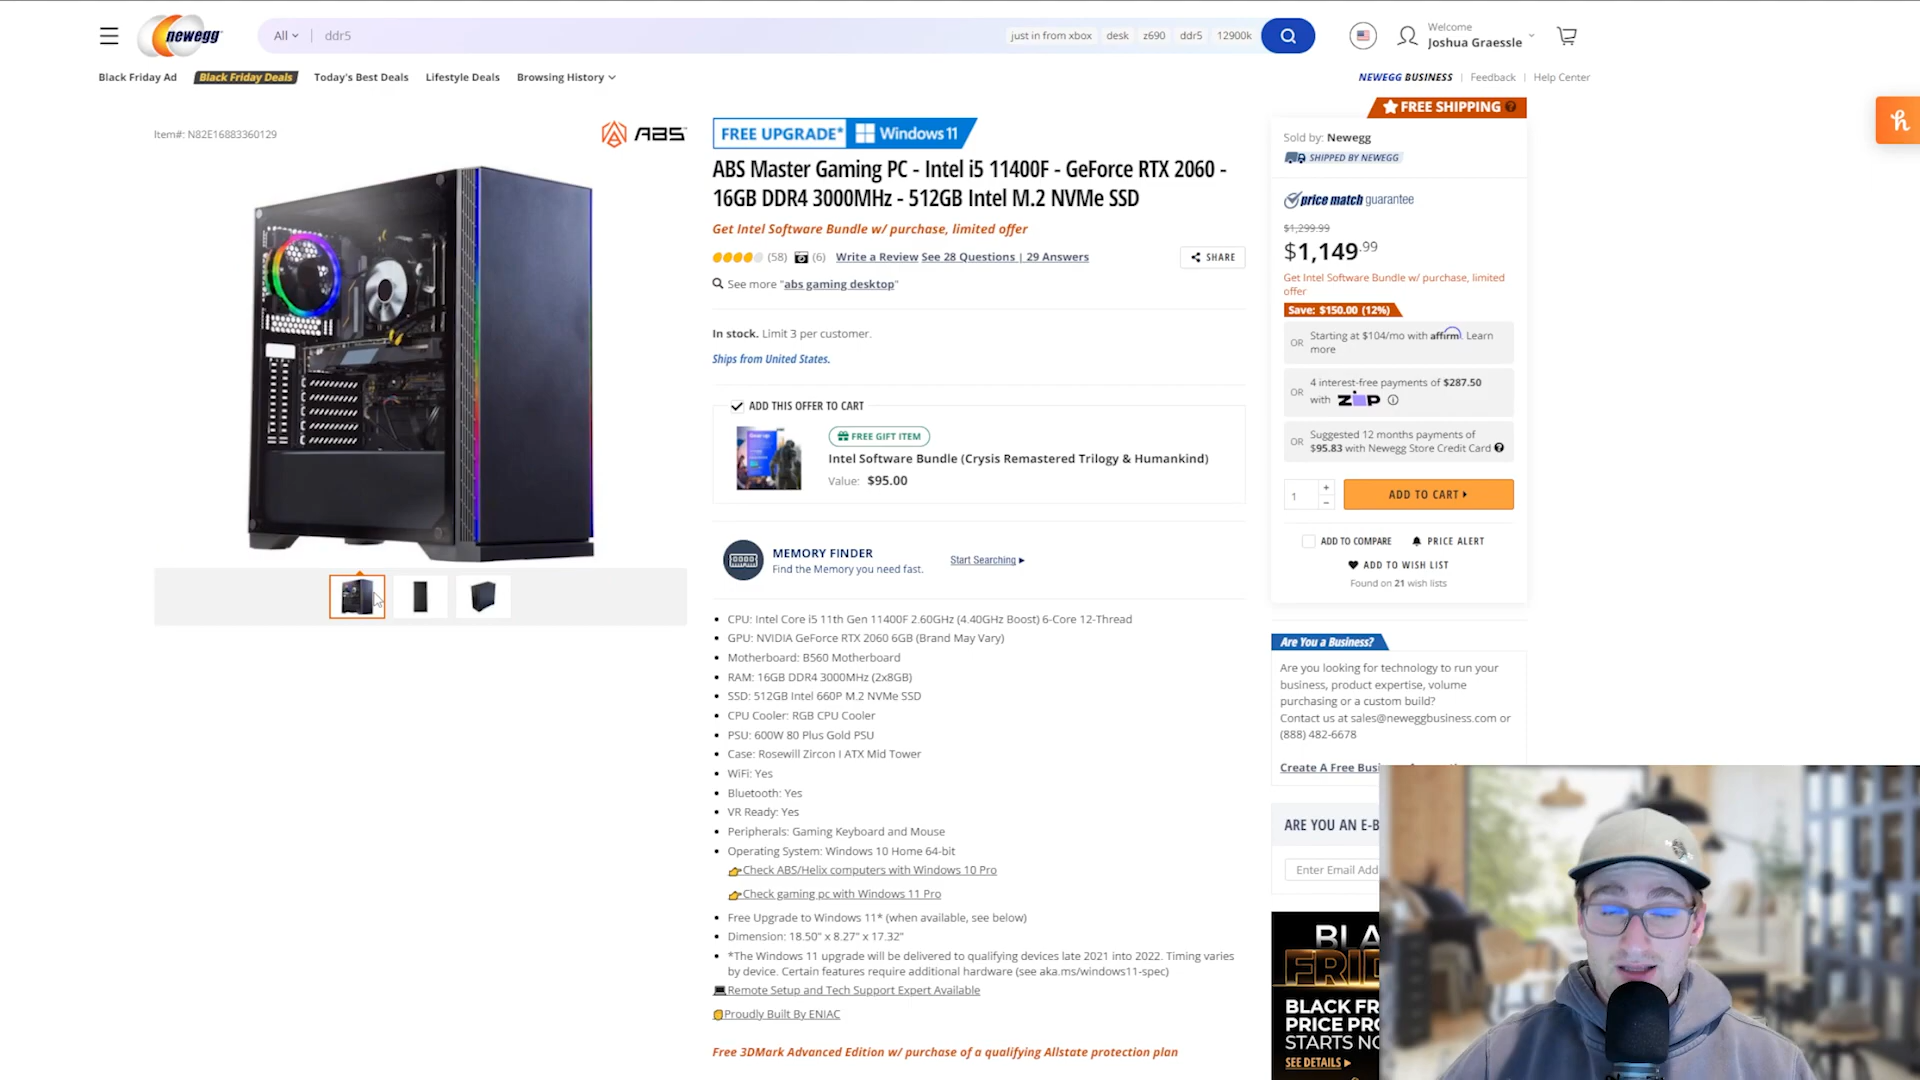 newegg
All
ddr5
just in from xbox
desk
z690
ddr5
12900k
Welcome
Joshua Graessle
Black Friday Ad
Black Friday Deals
Today's Best Deals
Lifestyle Deals
Browsing History
NEWEGG BUSINESS
Feedback
Help Center
Item#: N82E16883360129
ABS
FREE UPGRADE* Windows 11
ABS Master Gaming PC - Intel i5 11400F - GeForce RTX 2060 -
16GB DDR4 3000MHz - 512GB Intel M.2 NVMe SSD
Get Intel Software Bundle w/ purchase, limited offer
(58) (6) Write a Review See 28 Questions | 29 Answers
SHARE
See more "abs gaming desktop"
In stock. Limit 3 per customer.
Ships from United States.
ADD THIS OFFER TO CART
FREE GIFT ITEM
Intel Software Bundle (Crysis Remastered Trilogy & Humankind)
Value: $95.00
MEMORY FINDER
Find the Memory you need fast.
Start Searching
CPU: Intel Core i5 11th Gen 11400F 2.60GHz (4.40GHz Boost) 6-Core 12-Thread
GPU: NVIDIA GeForce RTX 2060 6GB (Brand May Vary)
Motherboard: B560 Motherboard
RAM: 16GB DDR4 3000MHz (2x8GB)
SSD: 512GB Intel 660P M.2 NVMe SSD
CPU Cooler: RGB CPU Cooler
PSU: 600W 80 Plus Gold PSU
Case: Rosewill Zircon I ATX Mid Tower
WiFi: Yes
Bluetooth: Yes
VR Ready: Yes
Peripherals: Gaming Keyboard and Mouse
Operating System: Windows 10 Home 64-bit
Check ABS/Helix computers with Windows 10 Pro
Check gaming pc with Windows 11 Pro
Free Upgrade to Windows 11* (when available, see below)
Dimension: 18.50" x 8.27" x 17.32"
*The Windows 11 upgrade will be delivered to qualifying devices late 2021 into 2022. Timing varies
by device. Certain features require additional hardware (see aka.ms/windows11-spec)
Remote Setup and Tech Support Expert Available
Proudly Built By ENIAC
Free 3DMark Advanced Edition w/ purchase of a qualifying Allstate protection plan
FREE SHIPPING
Sold by: Newegg
SHIPPED BY NEWEGG
price match guarantee
$1,299.99
$1,149.99
Get Intel Software Bundle w/ purchase, limited
offer
Save: $150.00 (12%)
OR Starting at $104/mo with affirm. Learn
more
OR 4 interest-free payments of $287.50
with ZIP
OR Suggested 12 months payments of
$95.83 with Newegg Store Credit Card
1
+
-
ADD TO CART
ADD TO COMPARE
PRICE ALERT
ADD TO WISH LIST
Found on 21 wish lists
Are You a Business?
Are you looking for technology to run your
business, product expertise, volume
purchasing or a custom build?
Contact us at sales@neweggbusiness.com or
(888) 482-6678
Create A Free Busi
ARE YOU AN E-B
Enter Email Add
BLA
FRID
BLACK FR
PRICE PRO
STARTS NO
SEE DETAILS